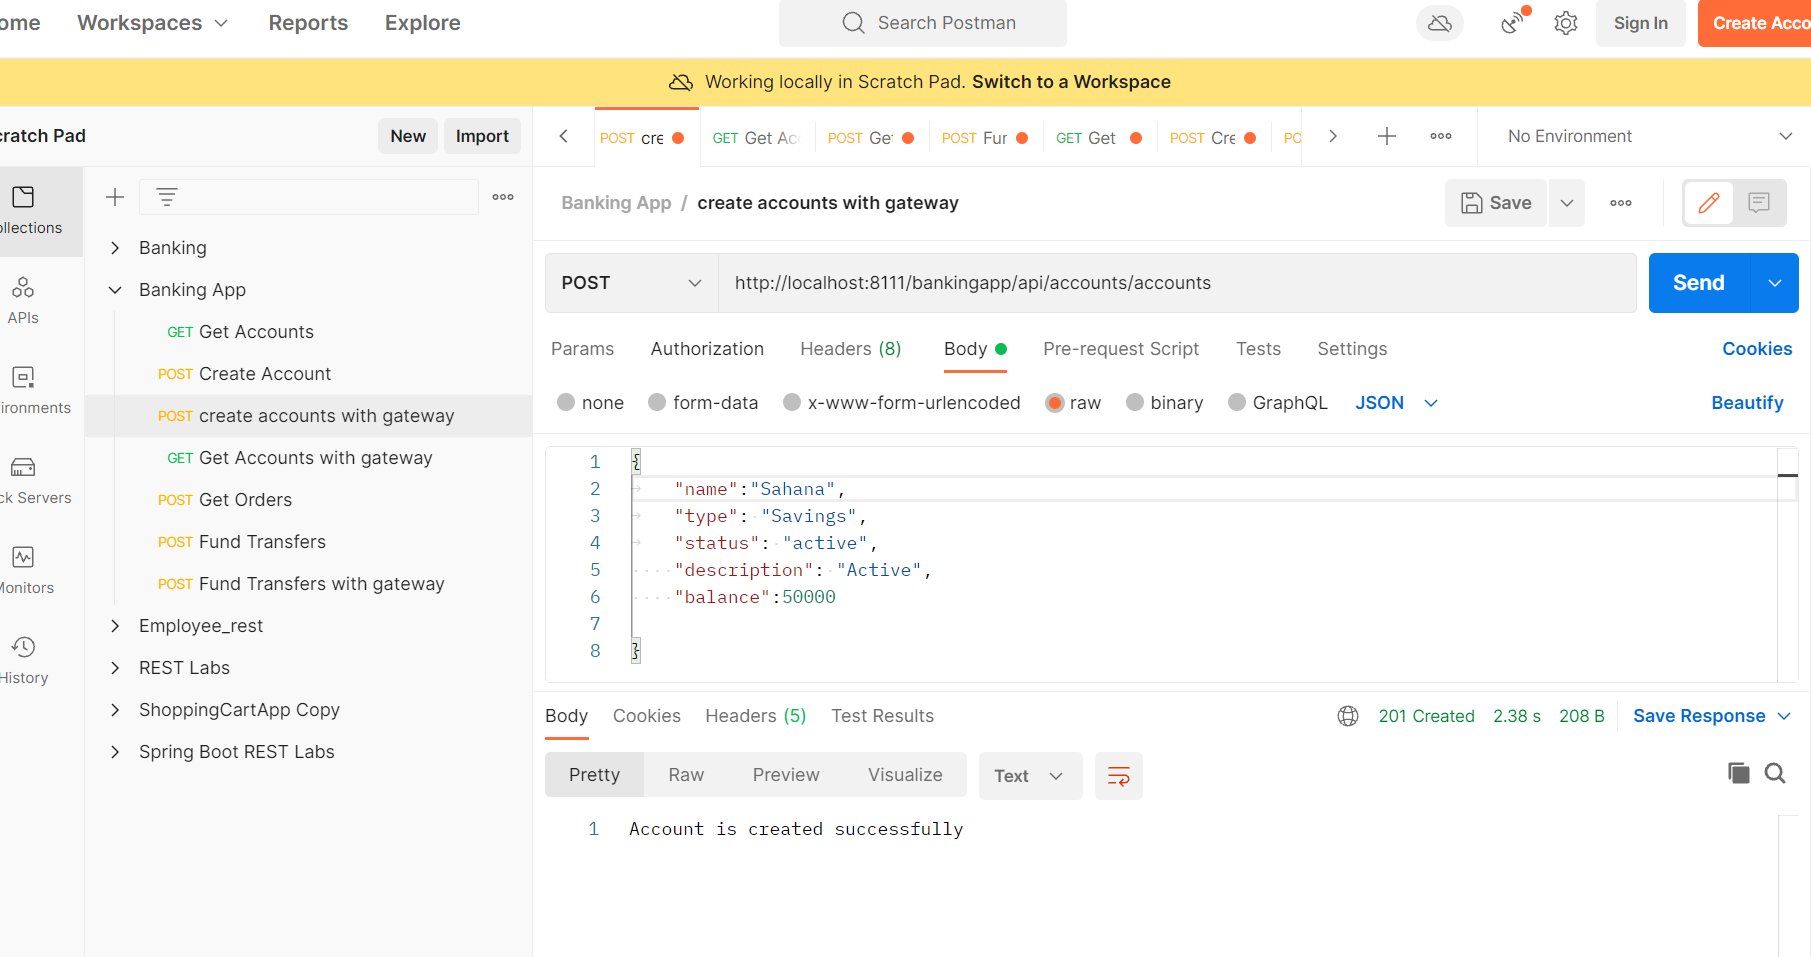 ome Workspaces Reports Explore Search Postman Sign In Create Acco
Working locally in Scratch Pad. Switch to a Workspace
cratch Pad New Import
POST cre GET Get Acc POST Get POST Fun GET Get POST Cre PO No Environment
ollections
APIs
ironments
ck Servers
Monitors
History
Banking
Banking App
GET Get Accounts
POST Create Account
POST create accounts with gateway
GET Get Accounts with gateway
POST Get Orders
POST Fund Transfers
POST Fund Transfers with gateway
Employee_rest
REST Labs
ShoppingCartApp Copy
Spring Boot REST Labs
Banking App / create accounts with gateway Save
POST http://localhost:8111/bankingapp/api/accounts/accounts Send
Params Authorization Headers (8) Body Pre-request Script Tests Settings Cookies
none form-data x-www-form-urlencoded raw binary GraphQL JSON Beautify
1 {
2 "name":"Sahana",
3 "type": "Savings",
4 "status": "active",
5 "description": "Active",
6 "balance":50000
7
8 }
Body Cookies Headers (5) Test Results 201 Created 2.38 s 208 B Save Response
Pretty Raw Preview Visualize Text
1 Account is created successfully